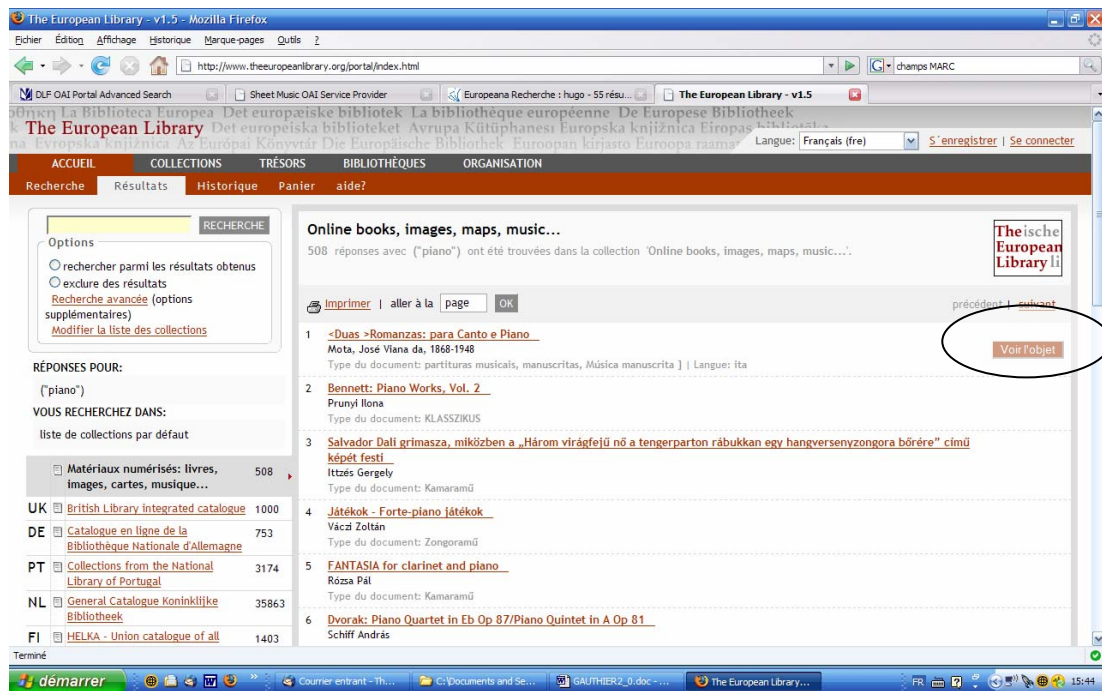 The European Library - v1.5 - Mozilla Firefox
Fichier Édition Affichage Historique Marque-pages Outils ?
http://www.theeuropeanlibrary.org/portal/index.html
champs MARC
DLF OAI Portal Advanced Search
Sheet Music OAI Service Provider
Europeana Recherche : hugo - 55 résu...
The European Library - v1.5
La Biblioteca Europea Det europæiske bibliotek La bibliothèque européenne De Europese Bibliotheek
The European Library Det europeiska biblioteket Avrupa Kütüphanesi Europska knjižnica Eiropas bibliotēka
Evropska knjižnica Az Európai Könyvtár Die Europäische Bibliothek Euroopan kirjasto Euroopa
Langue: Français (fre)
S´enregistrer | Se connecter
ACCUEIL COLLECTIONS TRÉSORS BIBLIOTHÈQUES ORGANISATION
Recherche Résultats Historique Panier aide?
RECHERCHE
Options
rechercher parmi les résultats obtenus
exclure des résultats
Recherche avancée (options
supplémentaires)
Modifier la liste des collections
RÉPONSES POUR:
("piano")
VOUS RECHERCHEZ DANS:
liste de collections par défaut
Matériaux numérisés: livres, 508
images, cartes, musique...
UK British Library integrated catalogue 1000
DE Catalogue en ligne de la 753
Bibliothèque Nationale d'Allemagne
PT Collections from the National 3174
Library of Portugal
NL General Catalogue Koninklijke 35863
Bibliotheek
FI HELKA - Union catalogue of all 1403
Online books, images, maps, music...
508 réponses avec ("piano") ont été trouvées dans la collection 'Online books, images, maps, music...'.
Theische
European
Library li
Imprimer | aller à la page OK
précédent | suivant
1 <Duas >Romanzas: para Canto e Piano
Mota, José Viana da, 1868-1948
Type du document: partituras musicais, manuscritas, Música manuscrita ] | Langue: ita
Voir l'objet
2 Bennett: Piano Works, Vol. 2
Prunyi Ilona
Type du document: KLASSZIKUS
3 Salvador Dali grimasza, miközben a „Három virágfejű nő a tengerparton rábukkan egy hangversenyzongora bőrére” című
képét festi
Ittzés Gergely
Type du document: Kamaramű
4 Játékok - Forte-piano játékok
Váczi Zoltán
Type du document: Zongoramű
5 FANTASIA for clarinet and piano
Rózsa Pál
Type du document: Kamaramű
6 Dvorak: Piano Quartet in Eb Op 87/Piano Quintet in A Op 81
Schiff András
Terminé
démarrer
Courrier entrant - Th...
C:\Documents and Se...
GAUTHIER2_0.doc - ...
The European Library...
FR
15:44